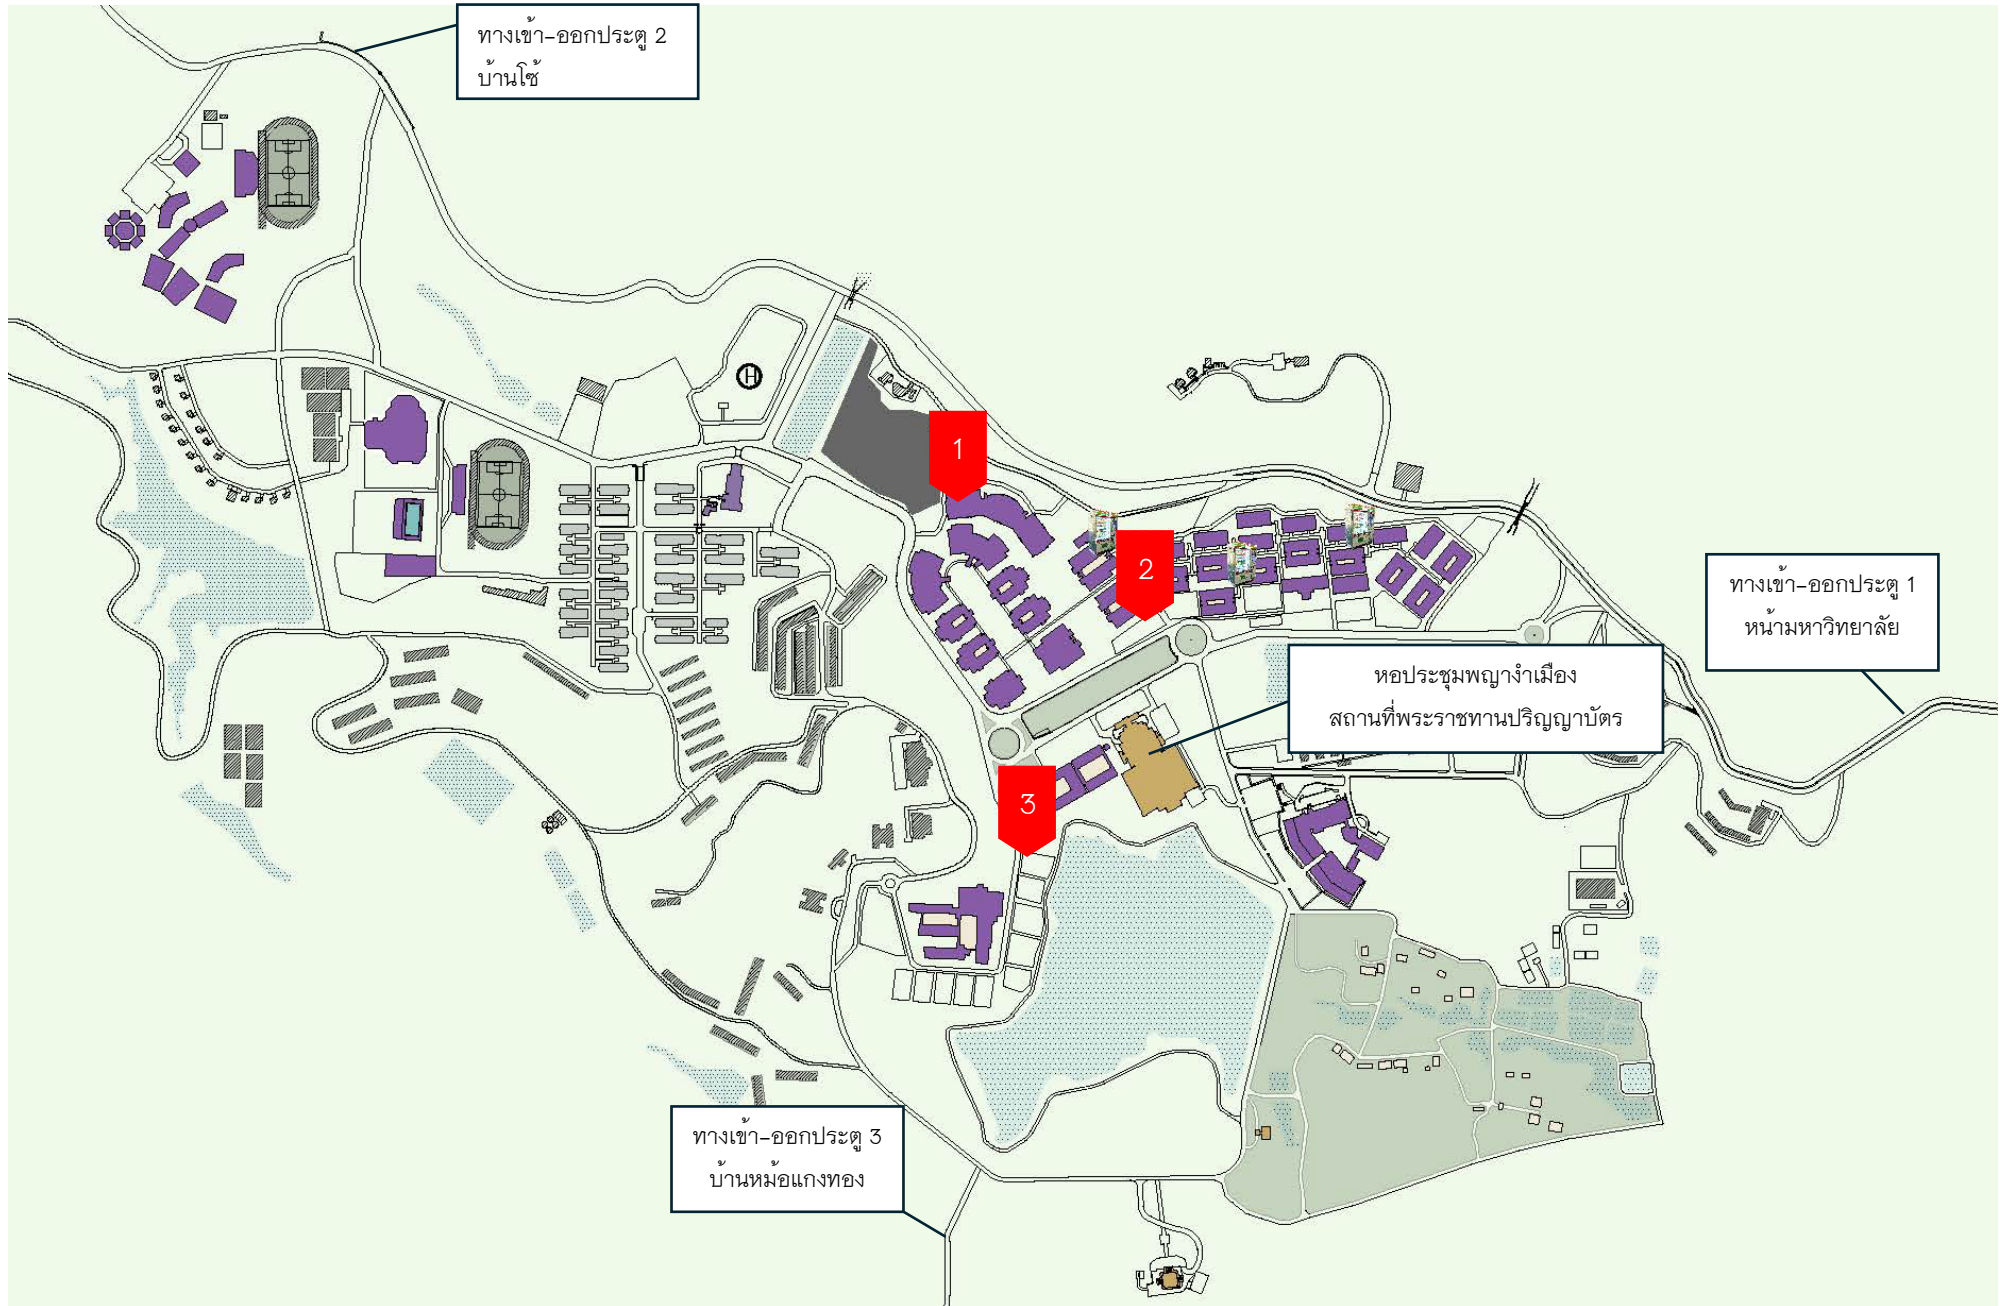 ทางเข้า-ออกประตู 2
บ้านโซ้
H
1
2
ทางเข้า-ออกประตู 1
หน้ามหาวิทยาลัย
หอประชุมพญางำเมือง
สถานที่พระราชทานปริญญาบัตร
3
ทางเข้า-ออกประตู 3
บ้านหม้อแกงทอง